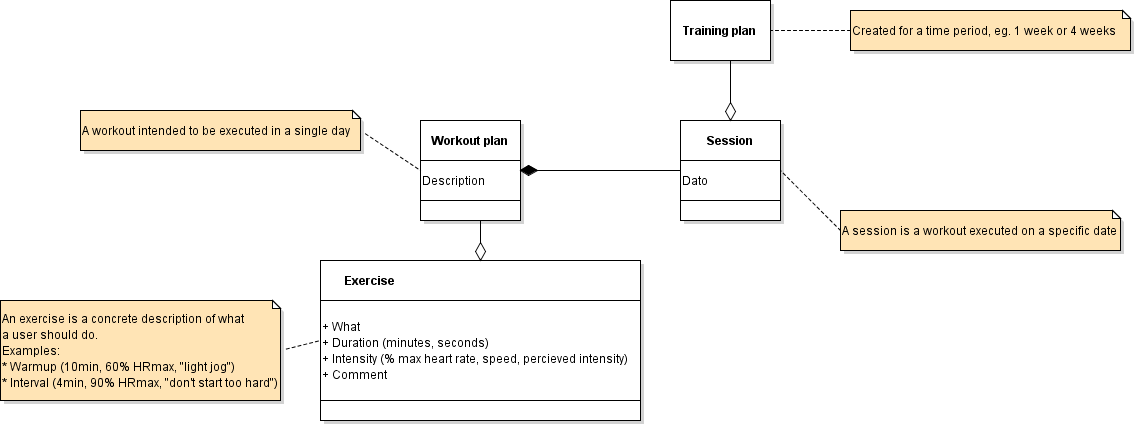 Training plan
Created for a time period, eg. 1 week or 4 weeks
A workout intended to be executed in a single day
Workout plan
Description
Session
Dato
A session is a workout executed on a specific date
Exercise
+ What
+ Duration (minutes, seconds)
+ Intensity (% max heart rate, speed, percieved intensity)
+ Comment
An exercise is a concrete description of what
a user should do.
Examples:
* Warmup (10min, 60% HRmax, "light jog")
* Interval (4min, 90% HRmax, "don't start too hard")